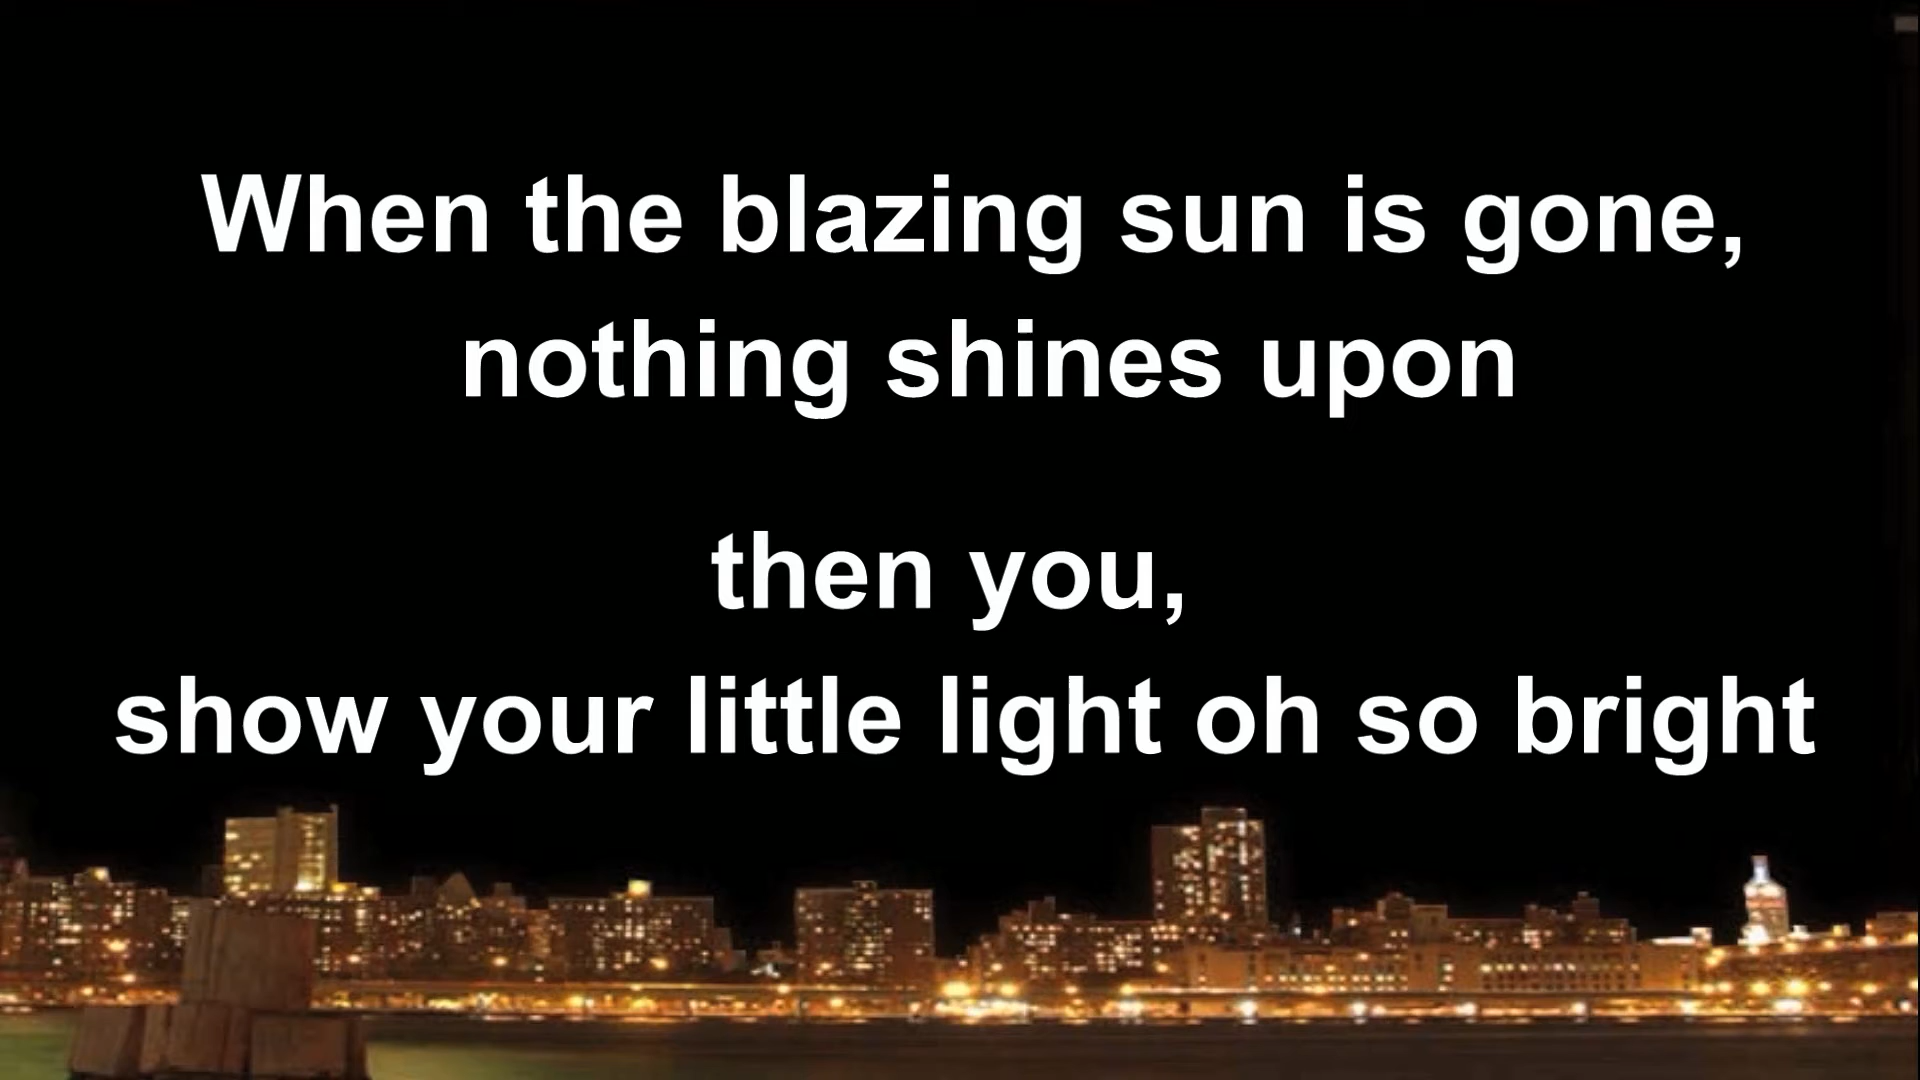 When the blazing sun is gone,
nothing shines upon
then you,
show your little light oh so bright